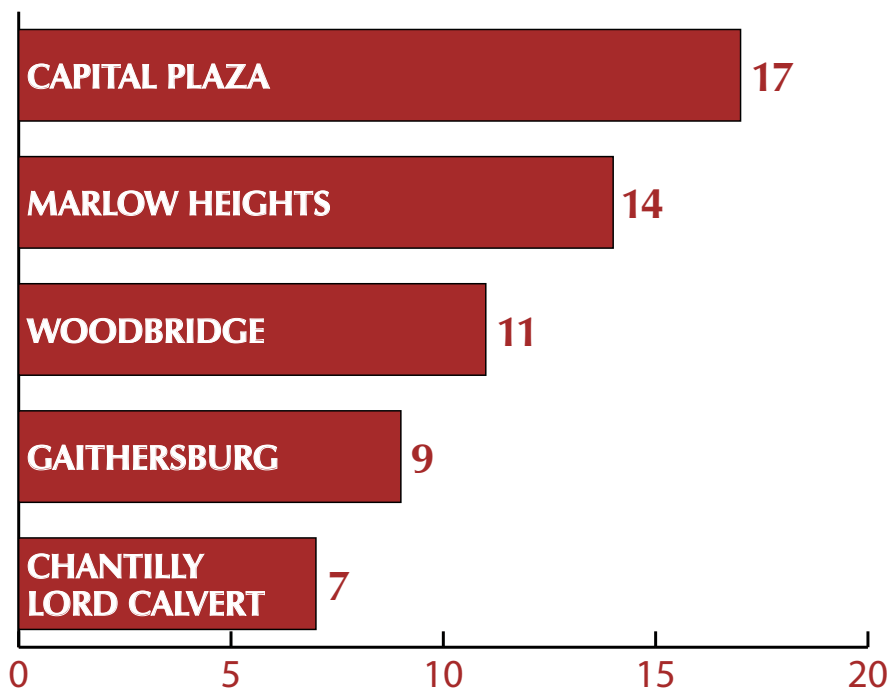 CAPITAL PLAZA 17
MARLOW HEIGHTS 14
WOODBRIDGE 11
GAITHERSBURG 9
CHANTILLY
LORD CALVERT 7
0 5 10 15 20